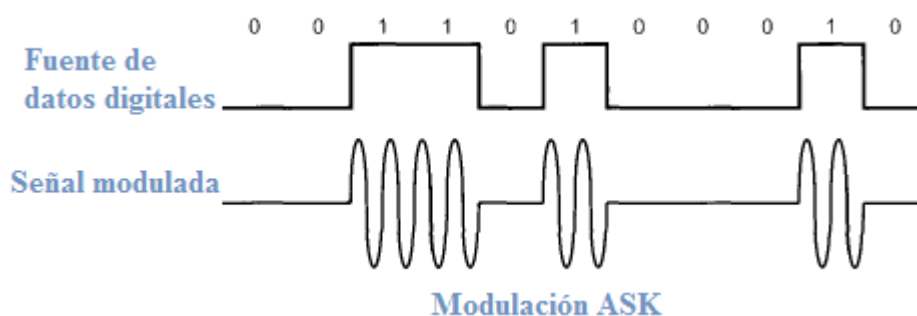 0 0 1 1 0 1 0 0 0 1 0
Fuente de
datos digitales
Señal modulada
Modulación ASK